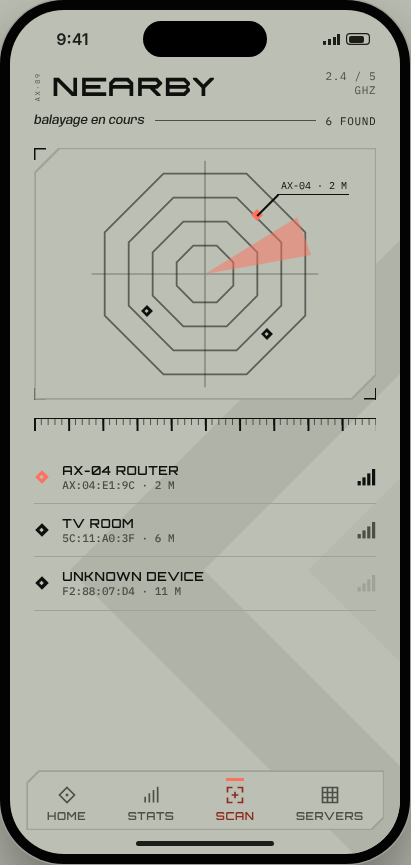 9:41
AX-09
NEARBY
2.4 / 5
GHZ
balayage en cours
6 FOUND
AX-04 · 2 M
AX-04 ROUTER
AX:04:E1:9C · 2 M
TV ROOM
5C:11:A0:3F · 6 M
UNKNOWN DEVICE
F2:88:07:D4 · 11 M
HOME
STATS
SCAN
SERVERS